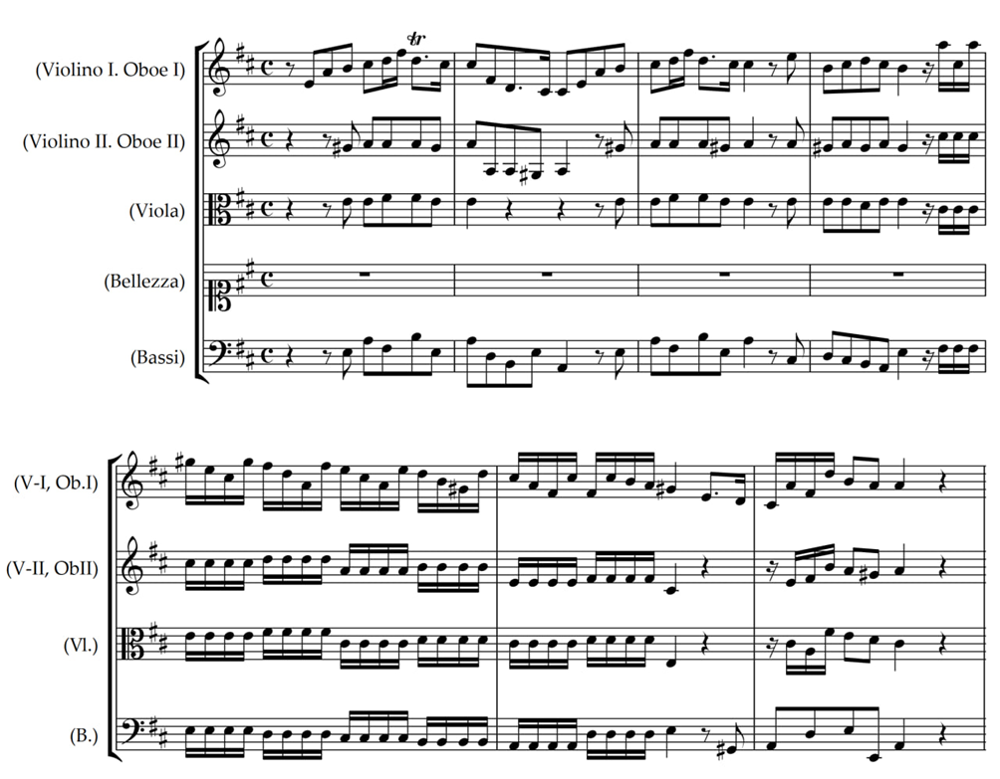 tr
(Violino I. Oboe I)
(Violino II. Oboe II)
(Viola)
(Bellezza)
(Bassi)
(V-I, Ob.I)
(V-II, ObII)
(Vl.)
(B.)